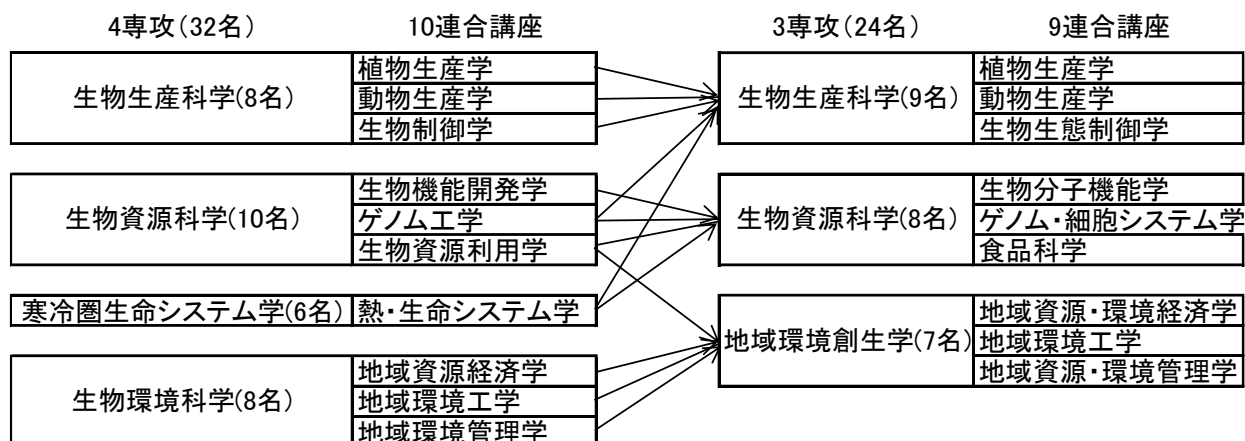 4専攻(32名) 10連合講座 3専攻(24名) 9連合講座
生物生産科学(8名)
植物生産学
動物生産学
生物制御学
生物生産科学(9名)
植物生産学
動物生産学
生物生態制御学
生物資源科学(10名)
生物機能開発学
ゲノム工学
生物資源利用学
生物資源科学(8名)
生物分子機能学
ゲノム・細胞システム学
食品科学
寒冷圏生命システム学(6名)
熱・生命システム学
地域環境創生学(7名)
地域資源・環境経済学
地域環境工学
地域資源・環境管理学
生物環境科学(8名)
地域資源経済学
地域環境工学
地域環境管理学